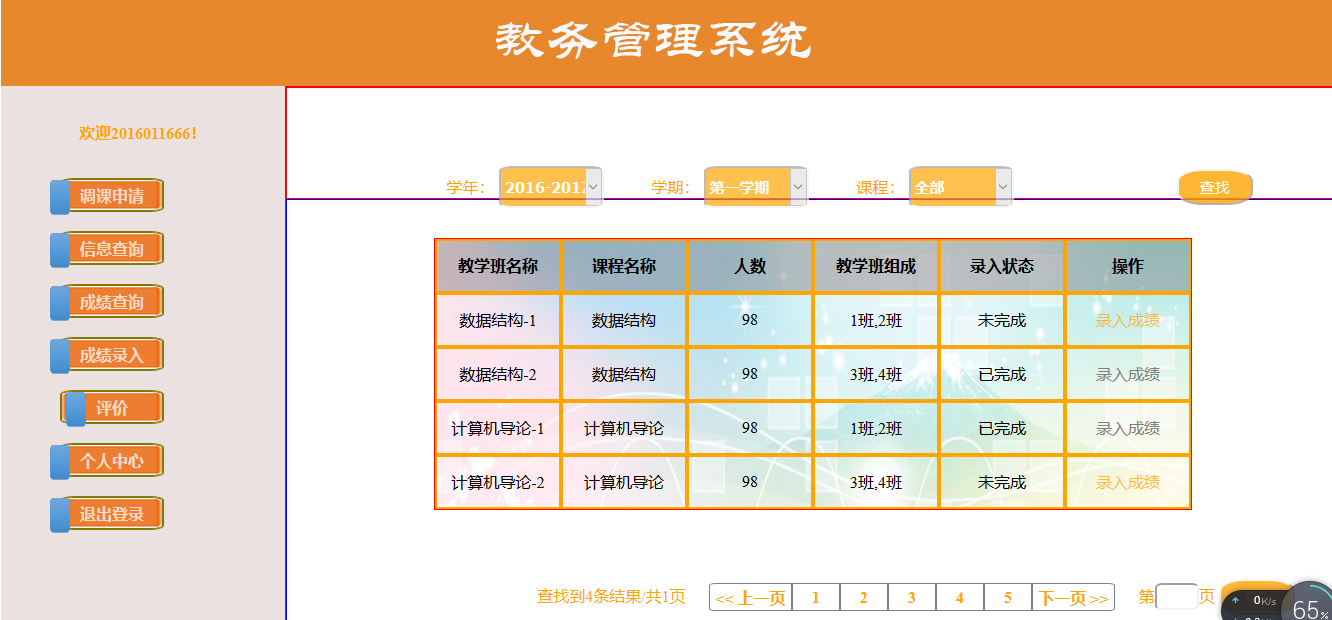 教务管理系统
欢迎2016011666!
调课申请
信息查询
成绩查询
成绩录入
评价
个人中心
退出登录
学年： 2016-2017 学期： 第一学期 课程： 全部 查找
教学班名称 课程名称 人数 教学班组成 录入状态 操作
数据结构-1 数据结构 98 1班,2班 未完成 录入成绩
数据结构-2 数据结构 98 3班,4班 已完成 录入成绩
计算机导论-1 计算机导论 98 1班,2班 已完成 录入成绩
计算机导论-2 计算机导论 98 3班,4班 未完成 录入成绩
查找到4条结果/共1页 << 上一页 1 2 3 4 5 下一页 >> 第 页
0K/s
65%